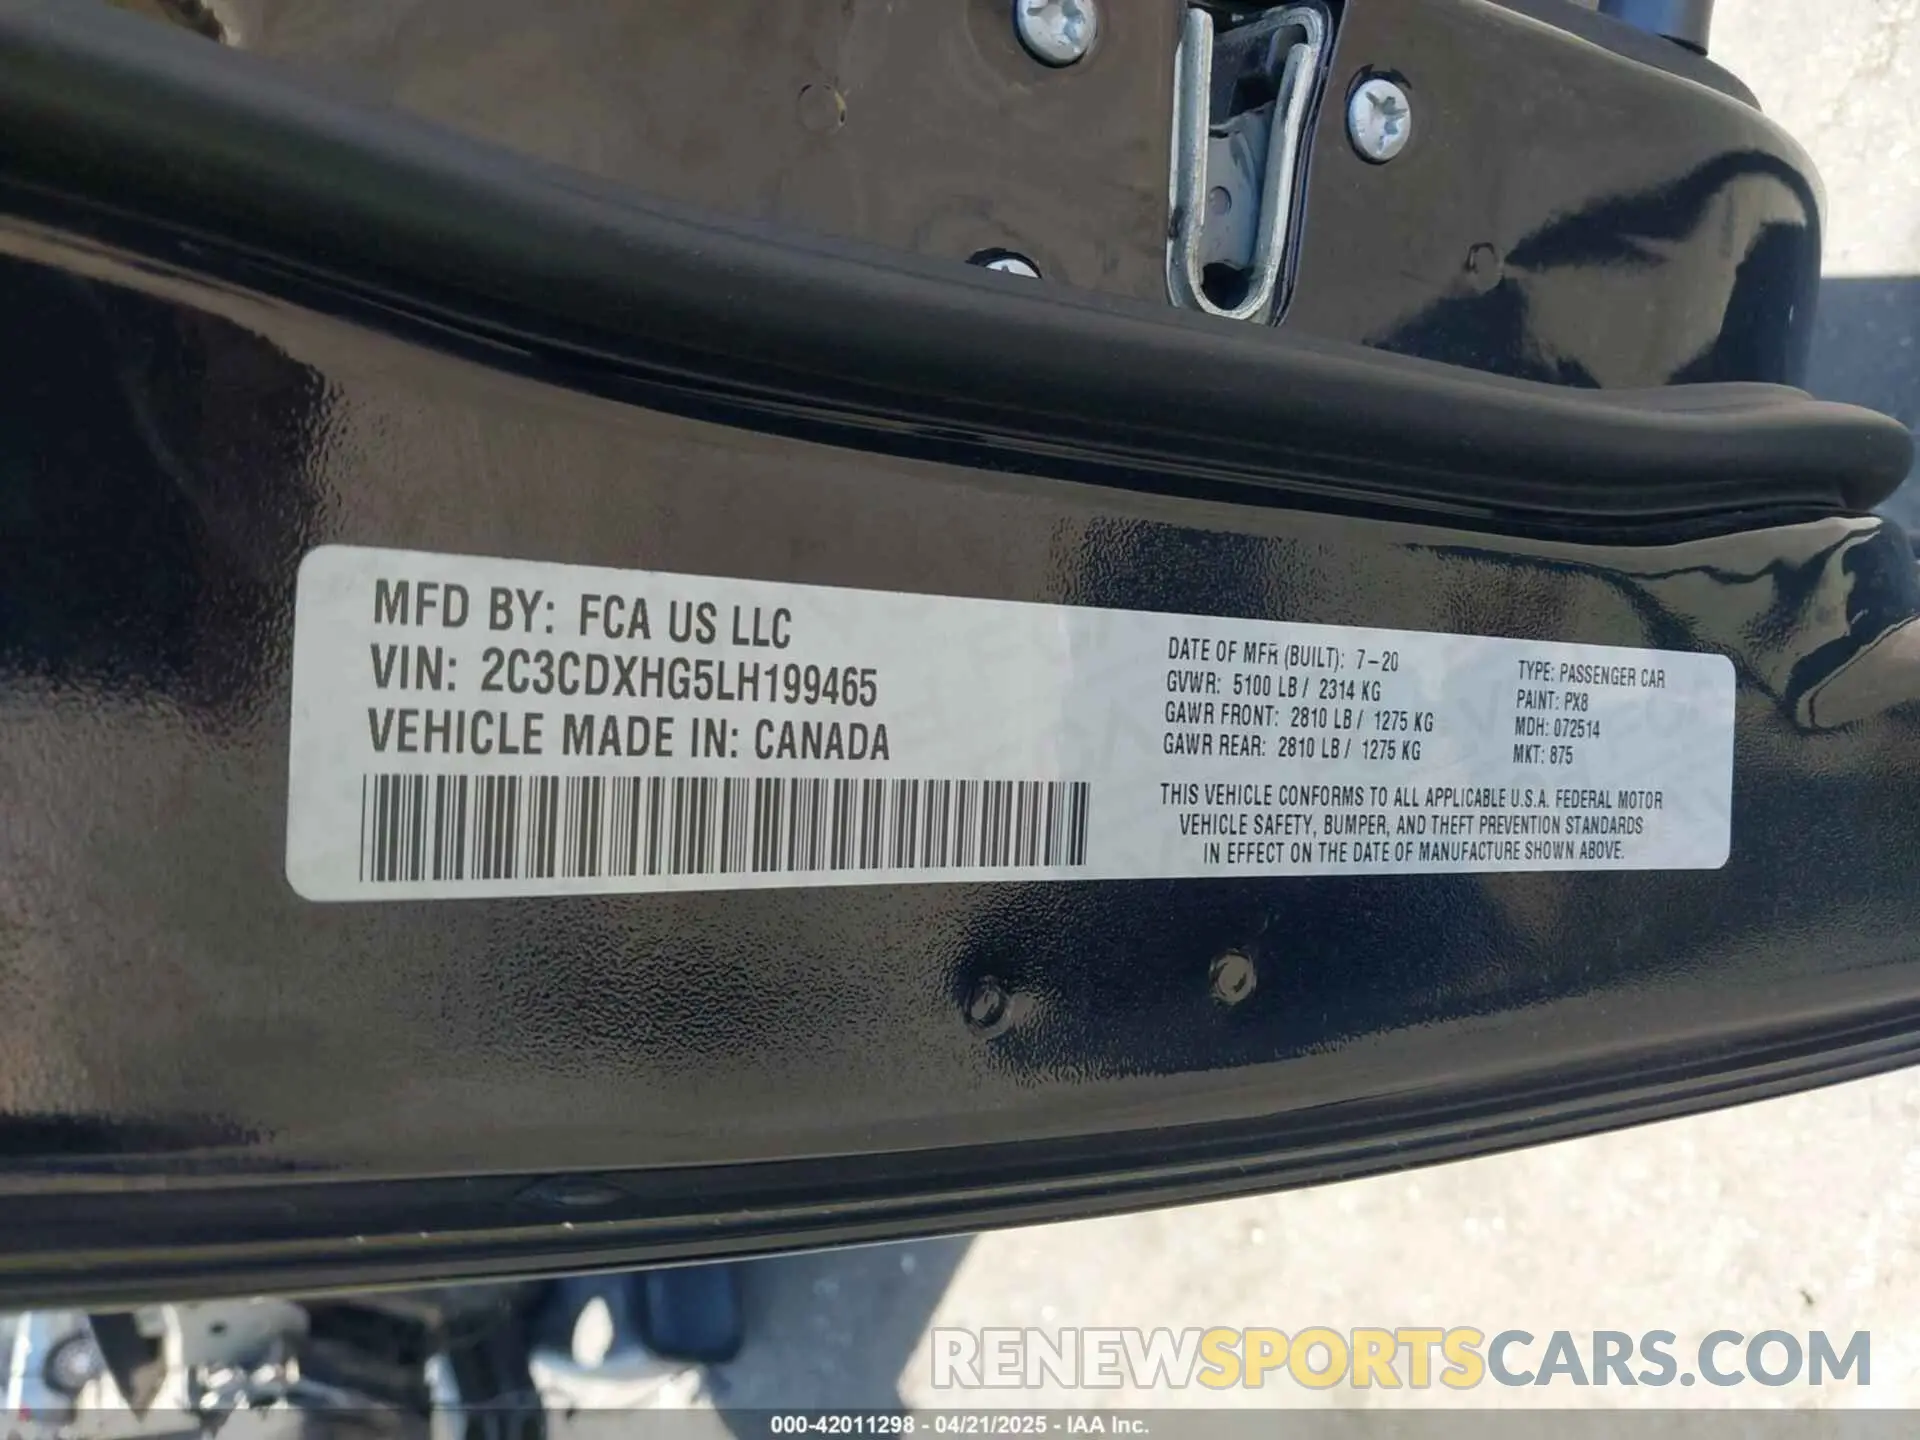 MFD BY: FCA US LLC
VIN: 2C3CDXHG5LH199465
VEHICLE MADE IN: CANADA
DATE OF MFR (BUILT): 7-20
GVWR: 5100 LB / 2314 KG
GAWR FRONT: 2810 LB / 1275 KG
GAWR REAR: 2810 LB / 1275 KG
TYPE: PASSENGER CAR
PAINT: PX8
MDH: 072514
MKT: 875
THIS VEHICLE CONFORMS TO ALL APPLICABLE U.S.A. FEDERAL MOTOR
VEHICLE SAFETY, BUMPER, AND THEFT PREVENTION STANDARDS
IN EFFECT ON THE DATE OF MANUFACTURE SHOWN ABOVE.
RENEWSPORTSCARS.COM
000-42011298 - 04/21/2025 - IAA Inc.